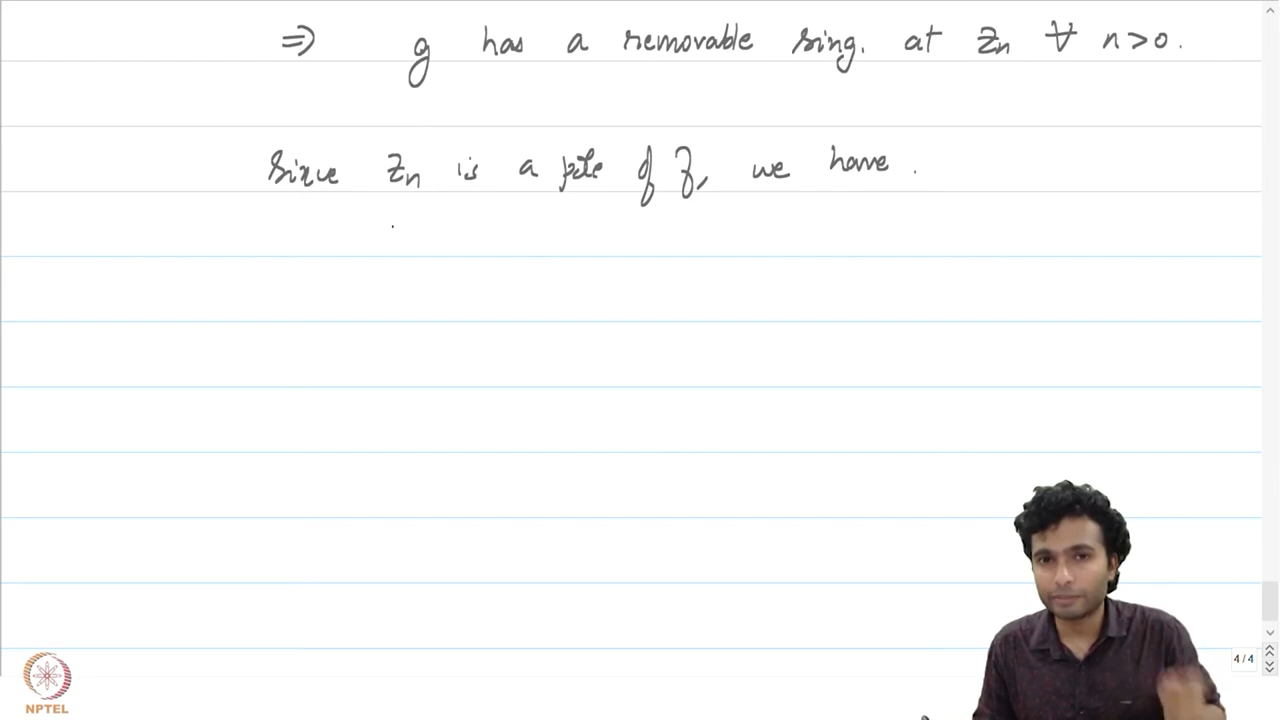 ⇒ g has a removable sing. at zₙ ∀ n>0.
Since zₙ is a pole of f, we have .
4 / 4
NPTEL